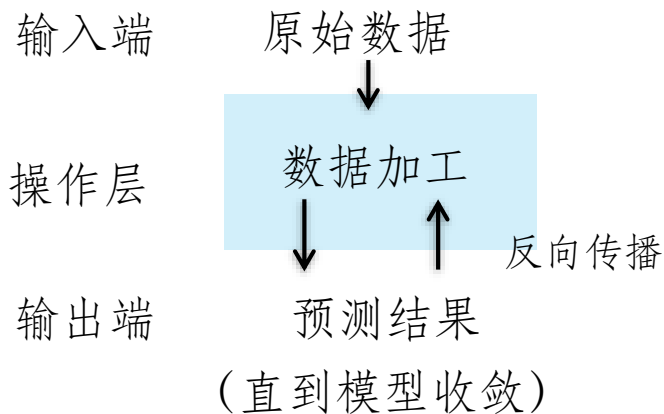 输入端 原始数据
操作层 数据加工
反向传播
输出端 预测结果
(直到模型收敛)